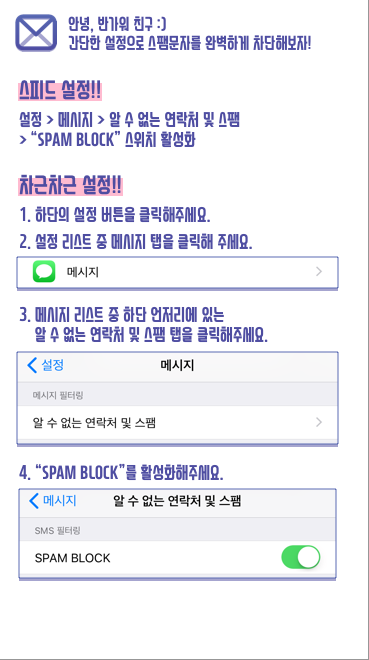 안녕, 반가워 친구 :)
간단한 설정으로 스팸문자를 완벽하게 차단해보자!
스피드 설정!!
설정 > 메시지 > 알 수 없는 연락처 및 스팸
> “SPAM BLOCK” 스위치 활성화
차근차근 설정!!
1. 하단의 설정 버튼을 클릭해주세요.
2. 설정 리스트 중 메시지 탭을 클릭해 주세요.
메시지
3. 메시지 리스트 중 하단 언저리에 있는
알 수 없는 연락처 및 스팸 탭을 클릭해주세요.
설정 메시지
메시지 필터링
알 수 없는 연락처 및 스팸
4. “SPAM BLOCK”를 활성화해주세요.
메시지 알 수 없는 연락처 및 스팸
SMS 필터링
SPAM BLOCK